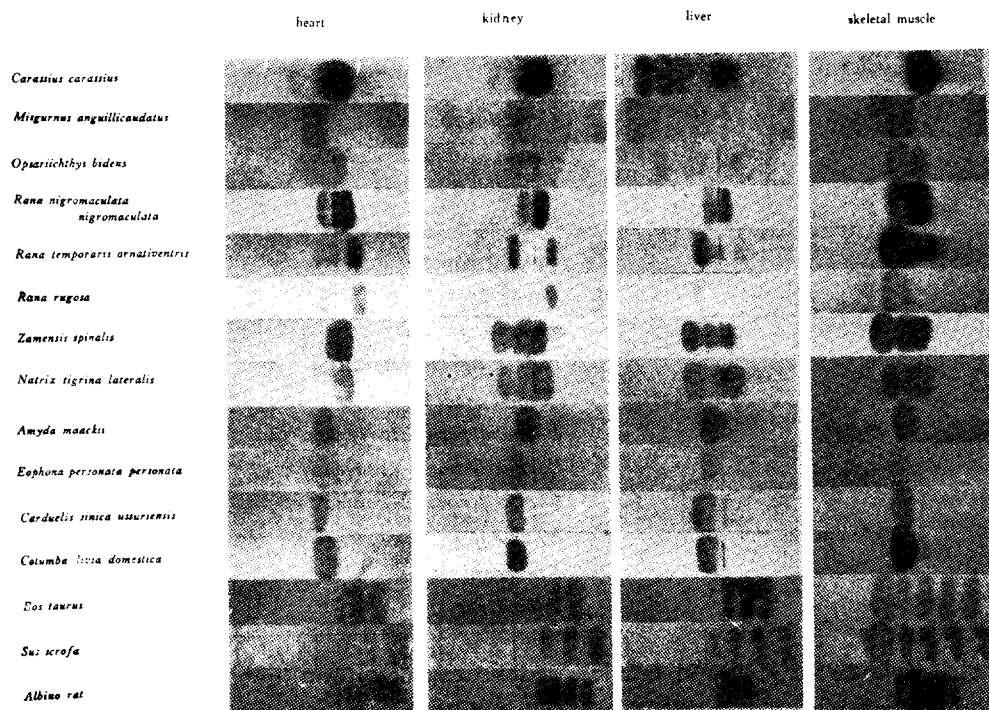 heart kidney liver skeletal muscle
Carassius carassius
Misgurnus anguillicaudatus
Opsariichthys bidens
Rana nigromaculata
nigromaculata
Rana temporaris ornativentris
Rana rugosa
Zamensis spinalis
Natrix tigrina lateralis
Amyda maackii
Eophona personata personata
Carduelis sinica ussuriensis
Columba livia domestica
Bos taurus
Sus scrofa
Albino rat